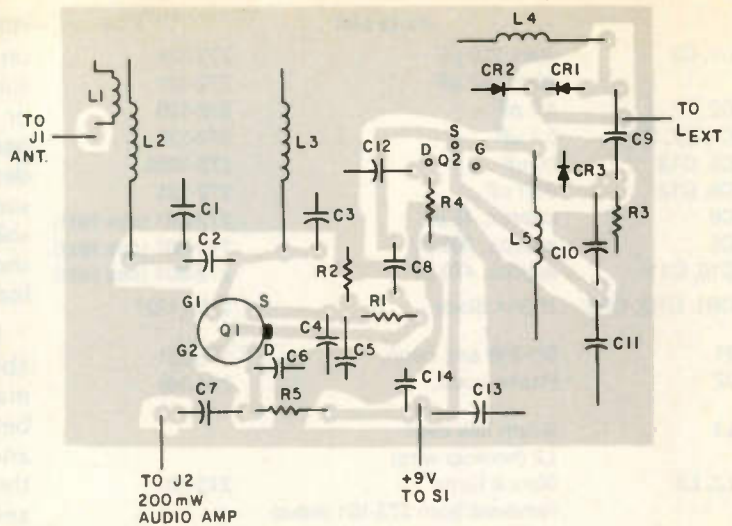 L4
CR2 CR1
L1
TO
J1
ANT.
L2
L3
C12
S
D Q2 G
TO
LEXT
C9
CR3
R4
R3
C1
C3
L5
C10
C2
R2
C8
R1
G1 S
Q1
G2 D
C4
C5
C6
C11
C14
C13
C7
R5
TO J2
200mW
AUDIO AMP
+9V
TO S1